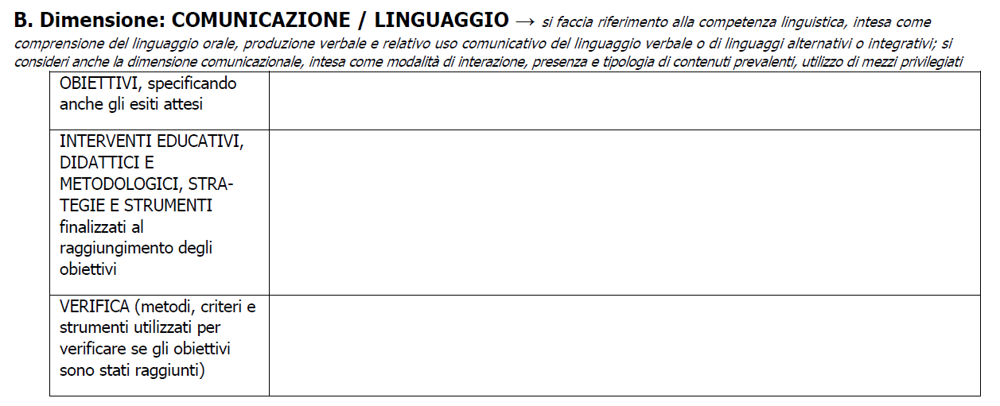 B. Dimensione: COMUNICAZIONE / LINGUAGGIO → si faccia riferimento alla competenza linguistica, intesa come
comprensione del linguaggio orale, produzione verbale e relativo uso comunicativo del linguaggio verbale o di linguaggi alternativi o integrativi; si
consideri anche la dimensione comunicazionale, intesa come modalità di interazione, presenza e tipologia di contenuti prevalenti, utilizzo di mezzi privilegiati
OBIETTIVI, specificando
anche gli esiti attesi
INTERVENTI EDUCATIVI,
DIDATTICI E
METODOLOGICI, STRA-
TEGIE E STRUMENTI
finalizzati al
raggiungimento degli
obiettivi
VERIFICA (metodi, criteri e
strumenti utilizzati per
verificare se gli obiettivi
sono stati raggiunti)